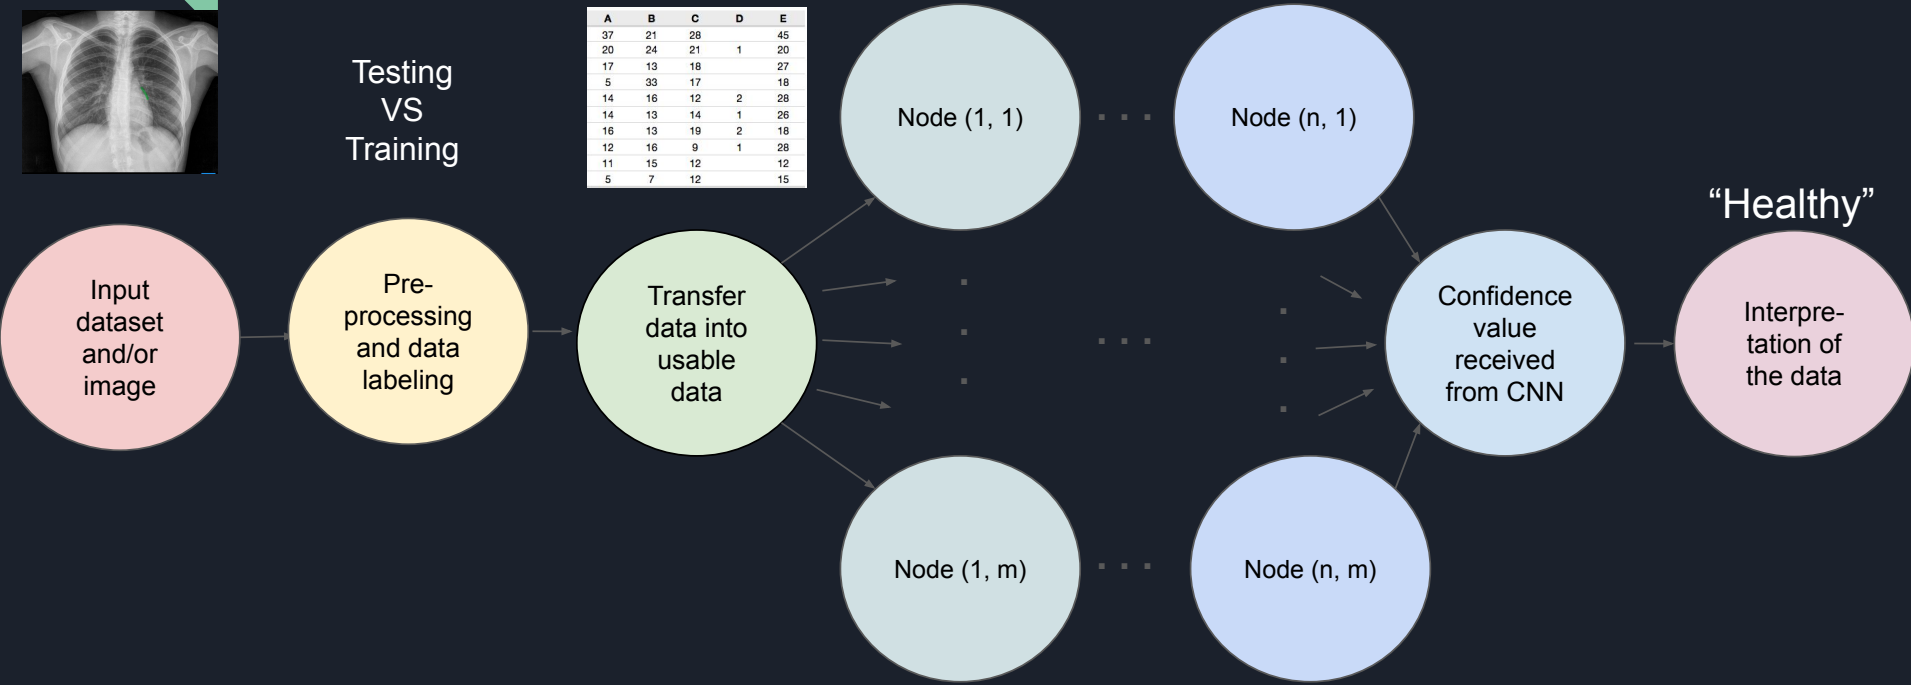 Testing
VS
Training
A B C D E
37 21 28 45
20 24 21 1 20
17 13 18 27
5 33 17 18
14 16 12 2 28
14 13 14 1 26
16 13 19 2 18
12 16 9 1 28
11 15 12 12
5 7 12 15
Node (1, 1)
. . .
Node (n, 1)
“Healthy”
Input
dataset
and/or
image
Pre-
processing
and data
labeling
Transfer
data into
usable
data
. . .
Confidence
value
received
from CNN
Interpre-
tation of
the data
Node (1, m)
. . .
Node (n, m)